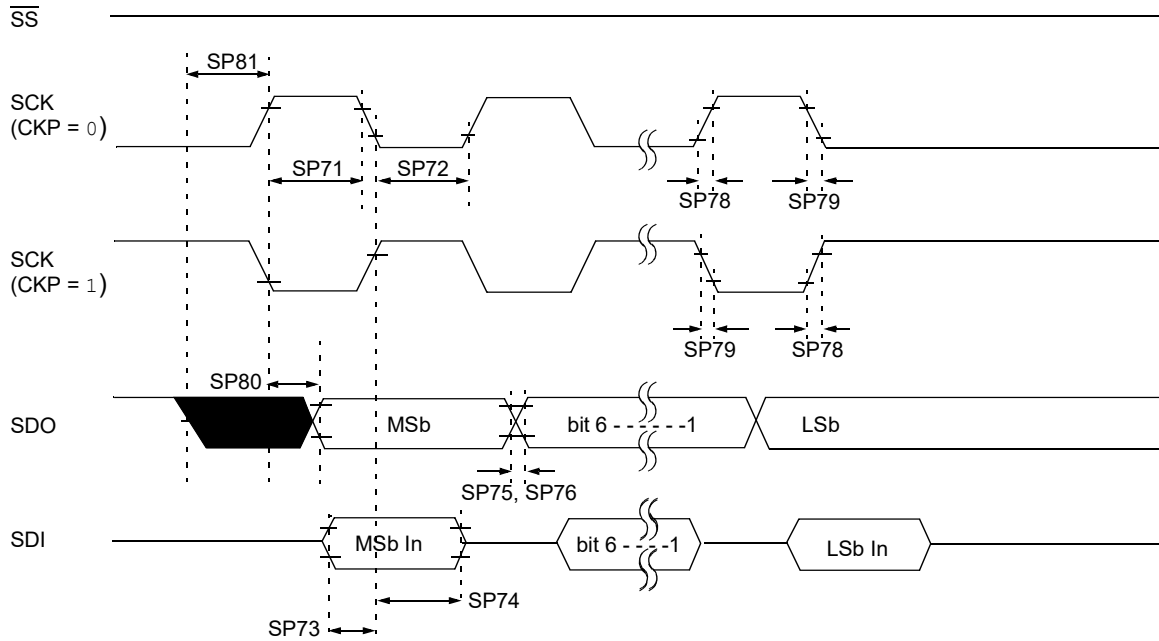 SS
SP81
SCK
(CKP = 0)
SP71
SP72
SP78
SP79
SCK
(CKP = 1)
SP79
SP78
SP80
SDO
MSb
bit 6 - - - - - -1
LSb
SP75, SP76
SDI
MSb In
bit 6 - - - - -1
LSb In
SP74
SP73